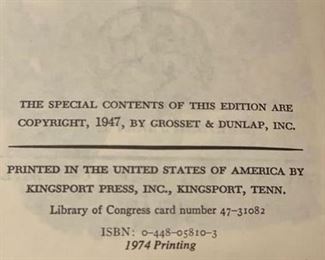 THE SPECIAL CONTENTS OF THIS EDITION ARE
COPYRIGHT, 1947, BY GROSSET & DUNLAP, INC.
PRINTED IN THE UNITED STATES OF AMERICA BY
KINGSPORT PRESS, INC., KINGSPORT, TENN.
Library of Congress card number 47-31082
ISBN: 0-448-05810-3
1974 Printing